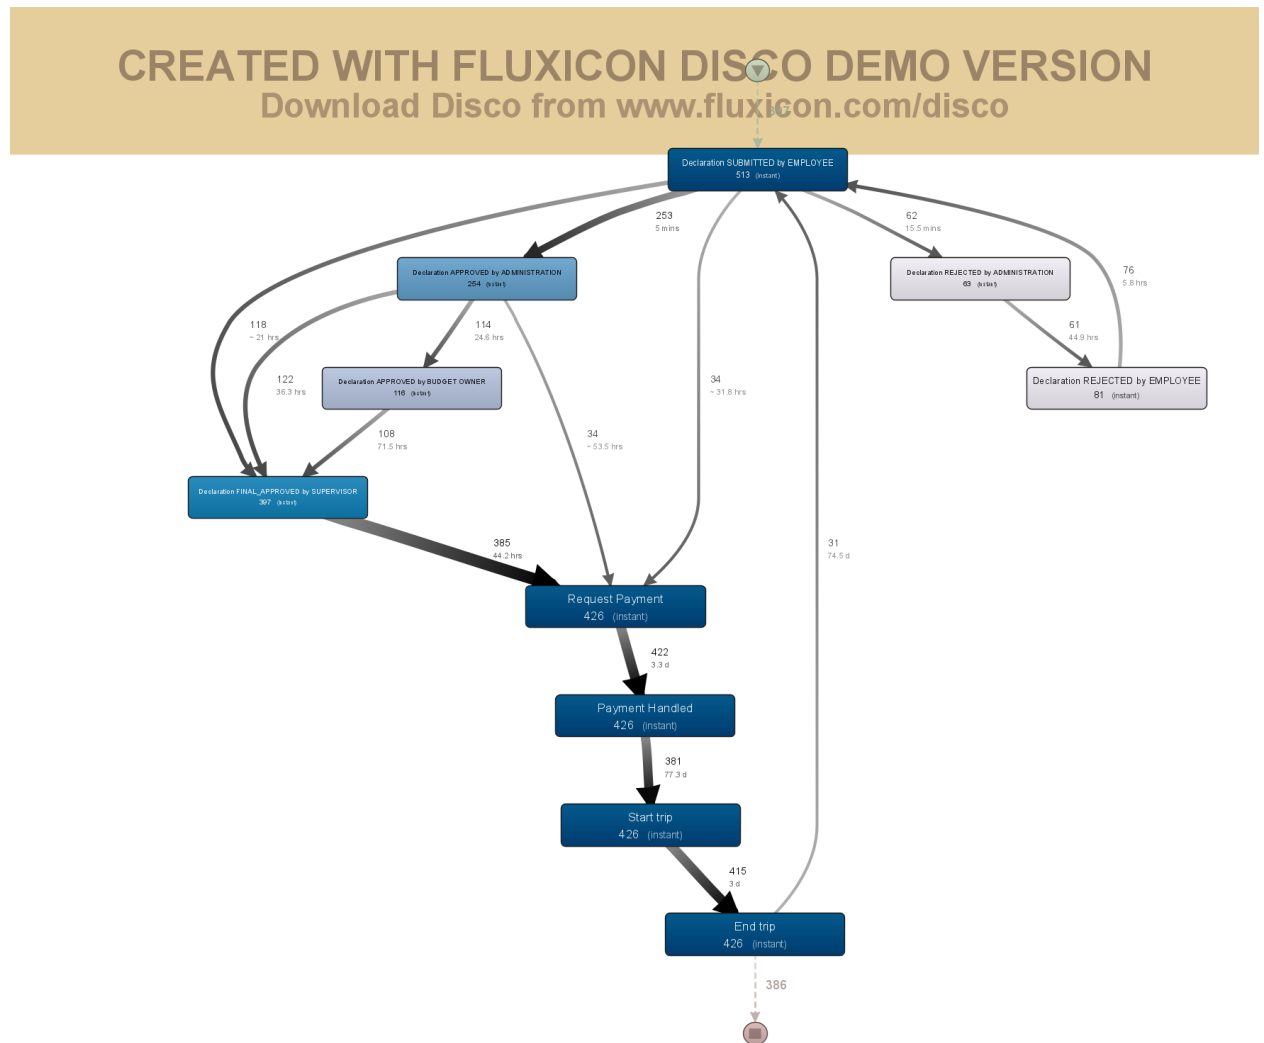 CREATED WITH FLUXICON DISCO DEMO VERSION
Download Disco from www.fluxicon.com/disco
Declaration SUBMITTED by EMPLOYEE
513 (instant)
253
5 mins
62
15.5 mins
Declaration APPROVED by ADMINISTRATION
254 (instant)
Declaration REJECTED by ADMINISTRATION
63 (instant)
76
5.8 hrs
118
~ 21 hrs
114
24.6 hrs
61
44.9 hrs
122
36.3 hrs
Declaration APPROVED by BUDGET OWNER
116 (instant)
34
~ 31.8 hrs
Declaration REJECTED by EMPLOYEE
81 (instant)
108
71.5 hrs
34
~ 53.5 hrs
Declaration FINAL_APPROVED by SUPERVISOR
397 (instant)
385
44.2 hrs
31
74.5 d
Request Payment
426 (instant)
422
3.3 d
Payment Handled
426 (instant)
381
77.3 d
Start trip
426 (instant)
415
3 d
End trip
426 (instant)
386